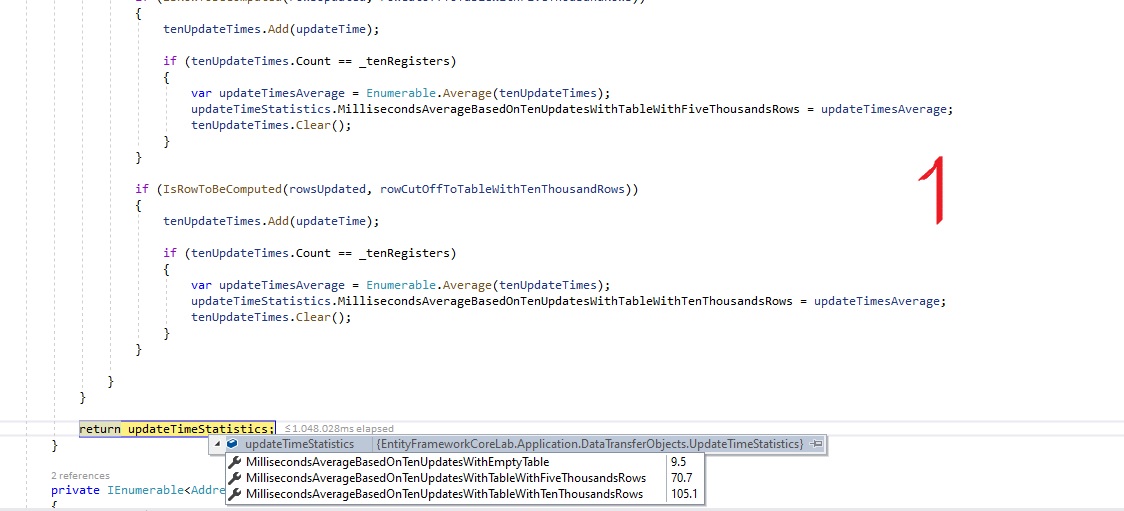 {
tenUpdateTimes.Add(updateTime);
if (tenUpdateTimes.Count == _tenRegisters)
{
var updateTimesAverage = Enumerable.Average(tenUpdateTimes);
updateTimeStatistics.MillisecondsAverageBasedOnTenUpdatesWithTableWithFiveThousandsRows = updateTimesAverage;
tenUpdateTimes.Clear();
}
}
if (IsRowToBeComputed(rowsUpdated, rowCutOffToTableWithTenThousandRows))
1
{
tenUpdateTimes.Add(updateTime);
if (tenUpdateTimes.Count == _tenRegisters)
{
var updateTimesAverage = Enumerable.Average(tenUpdateTimes);
updateTimeStatistics.MillisecondsAverageBasedOnTenUpdatesWithTableWithTenThousandsRows = updateTimesAverage;
tenUpdateTimes.Clear();
}
}
}
}
return updateTimeStatistics; ≤1.048.028ms elapsed
} updateTimeStatistics {EntityFrameworkCoreLab.Application.DataTransferObjects.UpdateTimeStatistics}
MillisecondsAverageBasedOnTenUpdatesWithEmptyTable 9.5
2 references MillisecondsAverageBasedOnTenUpdatesWithTableWithFiveThousandsRows 70.7
private IEnumerable<Addre MillisecondsAverageBasedOnTenUpdatesWithTableWithTenThousandsRows 105.1
{